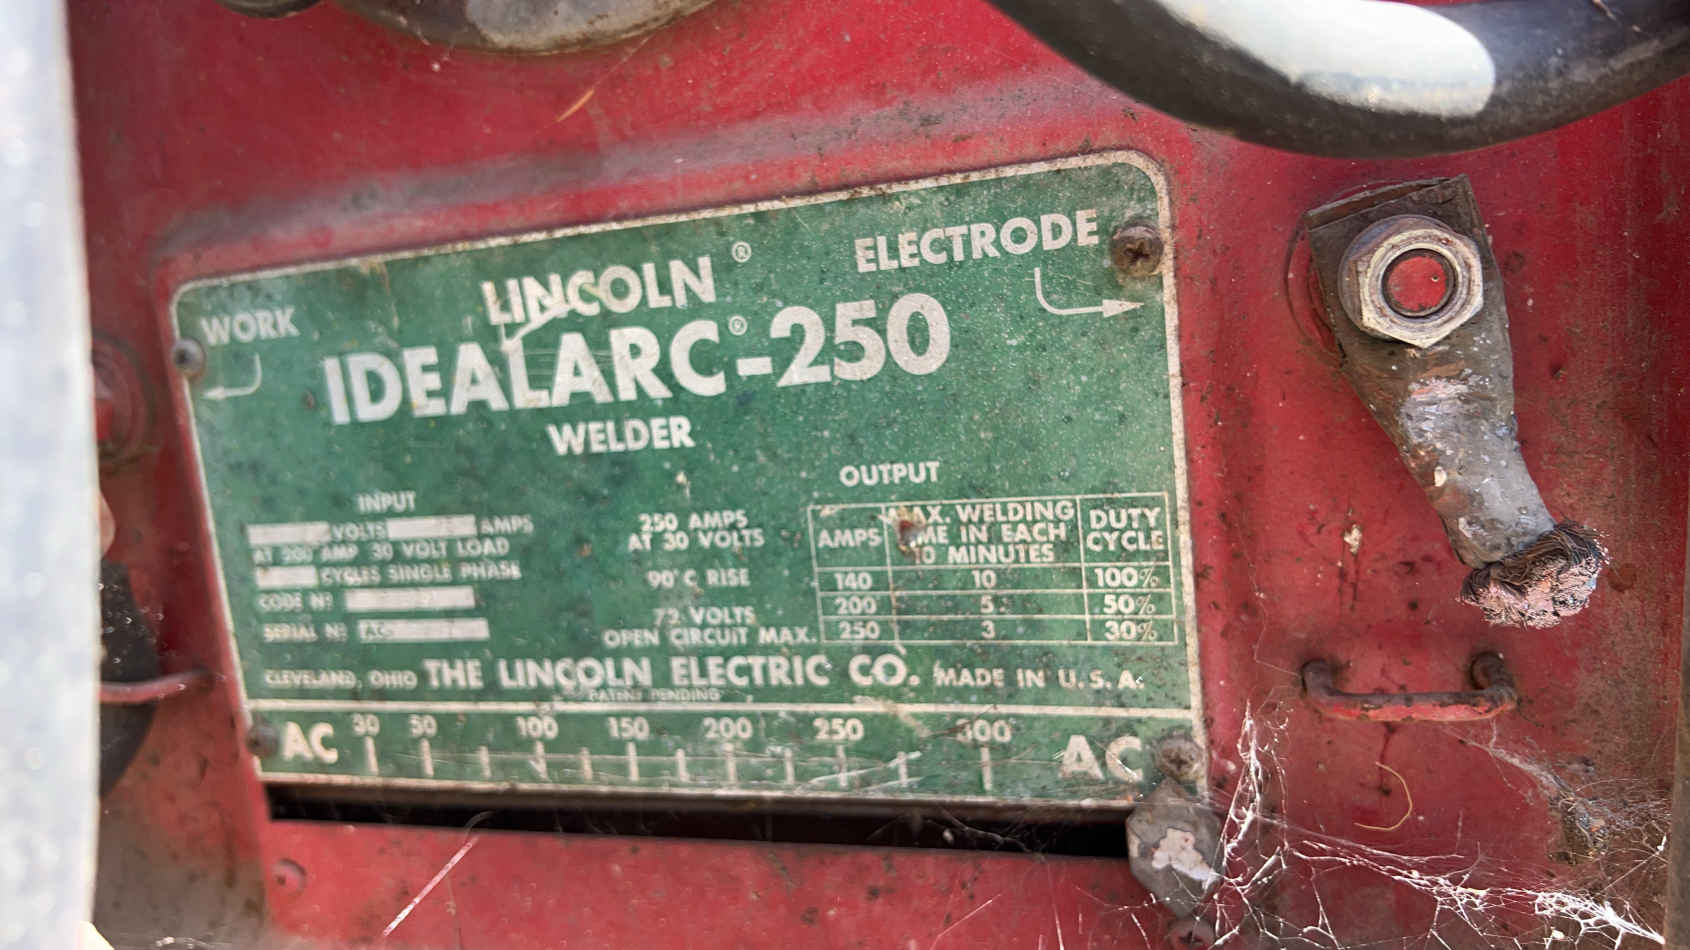 WORK
LINCOLN®
ELECTRODE
IDEALARC®-250
WELDER
INPUT
VOLTS AMPS
AT 200 AMP 30 VOLT LOAD
CYCLES SINGLE PHASE
CODE Nº
SERIAL Nº AC
250 AMPS
AT 30 VOLTS
90°C RISE
72 VOLTS
OPEN CIRCUIT MAX.
OUTPUT
AMPS MAX. WELDING TIME IN EACH 10 MINUTES DUTY CYCLE
140 10 100%
200 5 50%
250 3 30%
CLEVELAND, OHIO THE LINCOLN ELECTRIC CO. MADE IN U.S.A.
PATENT PENDING
AC 30 50 100 150 200 250 300 AC